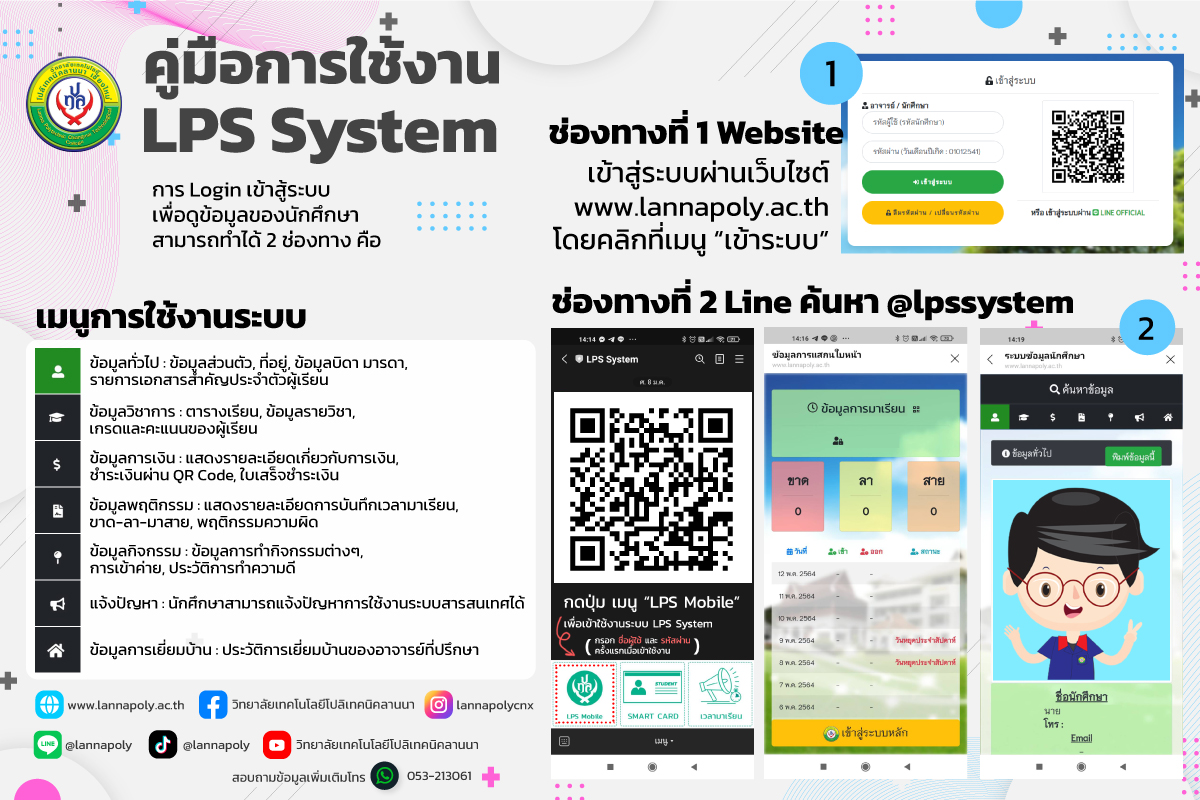 คู่มือการใช้งาน
LPS System
การ Login เข้าสู้ระบบ
เพื่อดูข้อมูลของนักศึกษา
สามารถทำได้ 2 ช่องทาง คือ
ช่องทางที่ 1 Website
เข้าสู่ระบบผ่านเว็บไซต์
www.lannapoly.ac.th
โดยคลิกที่เมนู “เข้าระบบ”
1
เข้าสู่ระบบ
อาจารย์ / นักศึกษา
รหัสผู้ใช้ (รหัสนักศึกษา)
รหัสผ่าน (วันเดือนปีเกิด : 01012541)
เข้าสู่ระบบ
ลืมรหัสผ่าน / เปลี่ยนรหัสผ่าน
หรือ เข้าสู่ระบบผ่าน LINE OFFICIAL
เมนูการใช้งานระบบ
ข้อมูลทั่วไป : ข้อมูลส่วนตัว, ที่อยู่, ข้อมูลบิดา มารดา,
รายการเอกสารสำคัญประจำตัวผู้เรียน
ข้อมูลวิชาการ : ตารางเรียน, ข้อมูลรายวิชา,
เกรดและคะแนนของผู้เรียน
ข้อมูลการเงิน : แสดงรายละเอียดเกี่ยวกับการเงิน,
ชำระเงินผ่าน QR Code, ใบเสร็จชำระเงิน
ข้อมูลพฤติกรรม : แสดงรายละเอียดการบันทึกเวลามาเรียน,
ขาด-ลา-มาสาย, พฤติกรรมความผิด
ข้อมูลกิจกรรม : ข้อมูลการทำกิจกรรมต่างๆ,
การเข้าค่าย, ประวัติการทำความดี
แจ้งปัญหา : นักศึกษาสามารถแจ้งปัญหาการใช้งานระบบสารสนเทศได้
ข้อมูลการเยี่ยมบ้าน : ประวัติการเยี่ยมบ้านของอาจารย์ที่ปรึกษา
www.lannapoly.ac.th
วิทยาลัยเทคโนโลยีโปลิเทคนิคลานนา
lannapolycnx
LINE
@lannapoly
@lannapoly
วิทยาลัยเทคโนโลยีโปลิเทคนิคลานนา
สอบถามข้อมูลเพิ่มเติมโทร
053-213061
ช่องทางที่ 2 Line ค้นหา @lpssystem
2
14:14
LPS System
ศ. 8 ม.ค.
กดปุ่ม เมนู “LPS Mobile”
เพื่อเข้าใช้งานระบบ LPS System
( กรอก ชื่อผู้ใช้ และ รหัสผ่าน
ครั้งแรกเมื่อเข้าใช้งาน )
LPS Mobile
STUDENT
SMART CARD
เวลามาเรียน
เมนู
14:16
ข้อมูลการแสกนใบหน้า
www.lannapoly.ac.th
ข้อมูลการมาเรียน
ขาด
0
ลา
0
สาย
0
วันที่ เข้า ออก สถานะ
12 พ.ค. 2564 - -
11 พ.ค. 2564 - -
10 พ.ค. 2564 - -
9 พ.ค. 2564 - - วันหยุดประจำสัปดาห์
8 พ.ค. 2564 - - วันหยุดประจำสัปดาห์
7 พ.ค. 2564 - -
6 พ.ค. 2564 - -
เข้าสู่ระบบหลัก
14:19
ระบบข้อมูลนักศึกษา
www.lannapoly.ac.th
ค้นหาข้อมูล
ข้อมูลทั่วไป
พิมพ์ข้อมูลนี้
ชื่อนักศึกษา
นาย
โทร :
Email